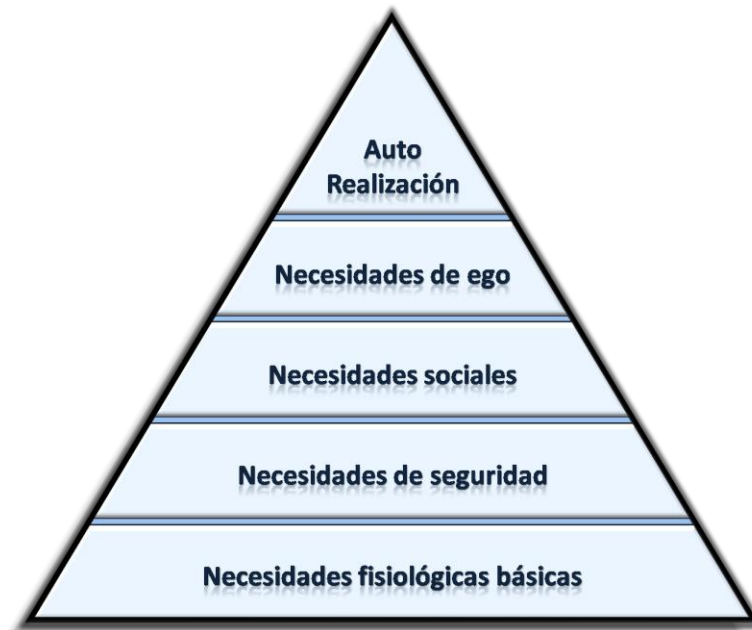 Auto
Realización
Necesidades de ego
Necesidades sociales
Necesidades de seguridad
Necesidades fisiológicas básicas